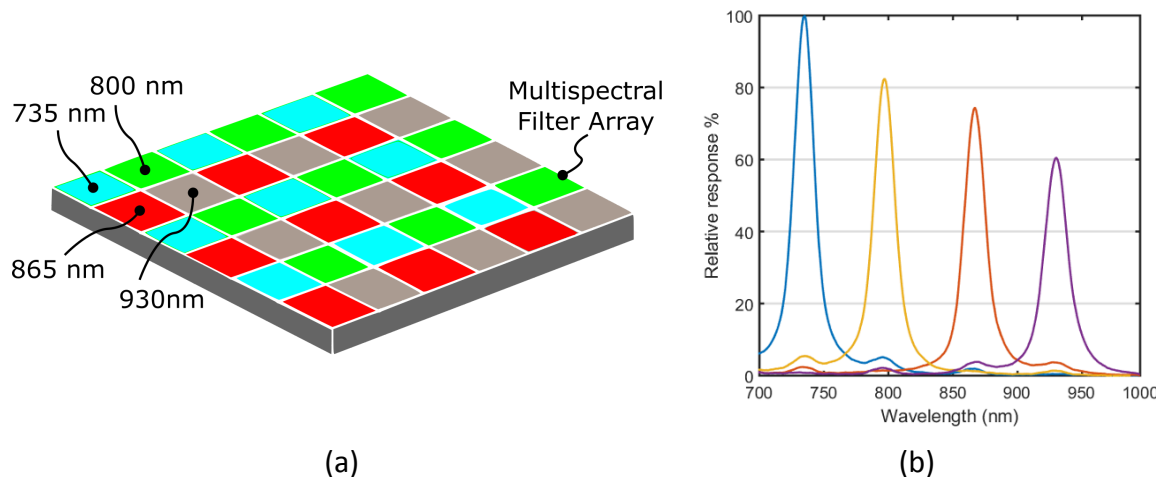 800 nm
735 nm
865 nm
930nm
Multispectral
Filter Array
(a)
Relative response %
100
80
60
40
20
0
700
750
800
850
900
950
1000
Wavelength (nm)
(b)